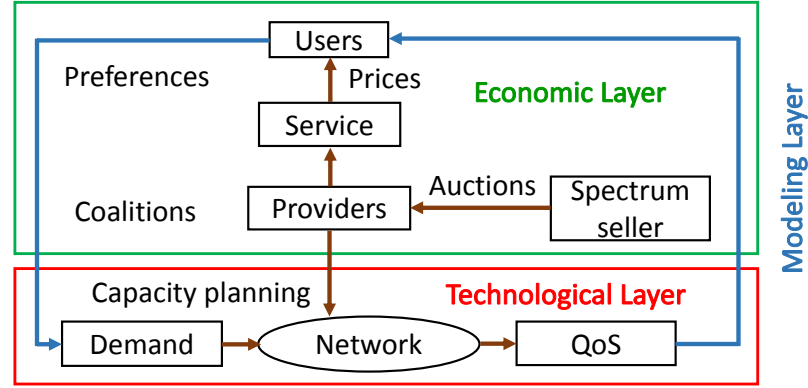 Users
Preferences
Prices
Economic Layer
Service
Auctions
Spectrum
seller
Coalitions
Providers
Modeling Layer
Capacity planning
Technological Layer
Demand
Network
QoS